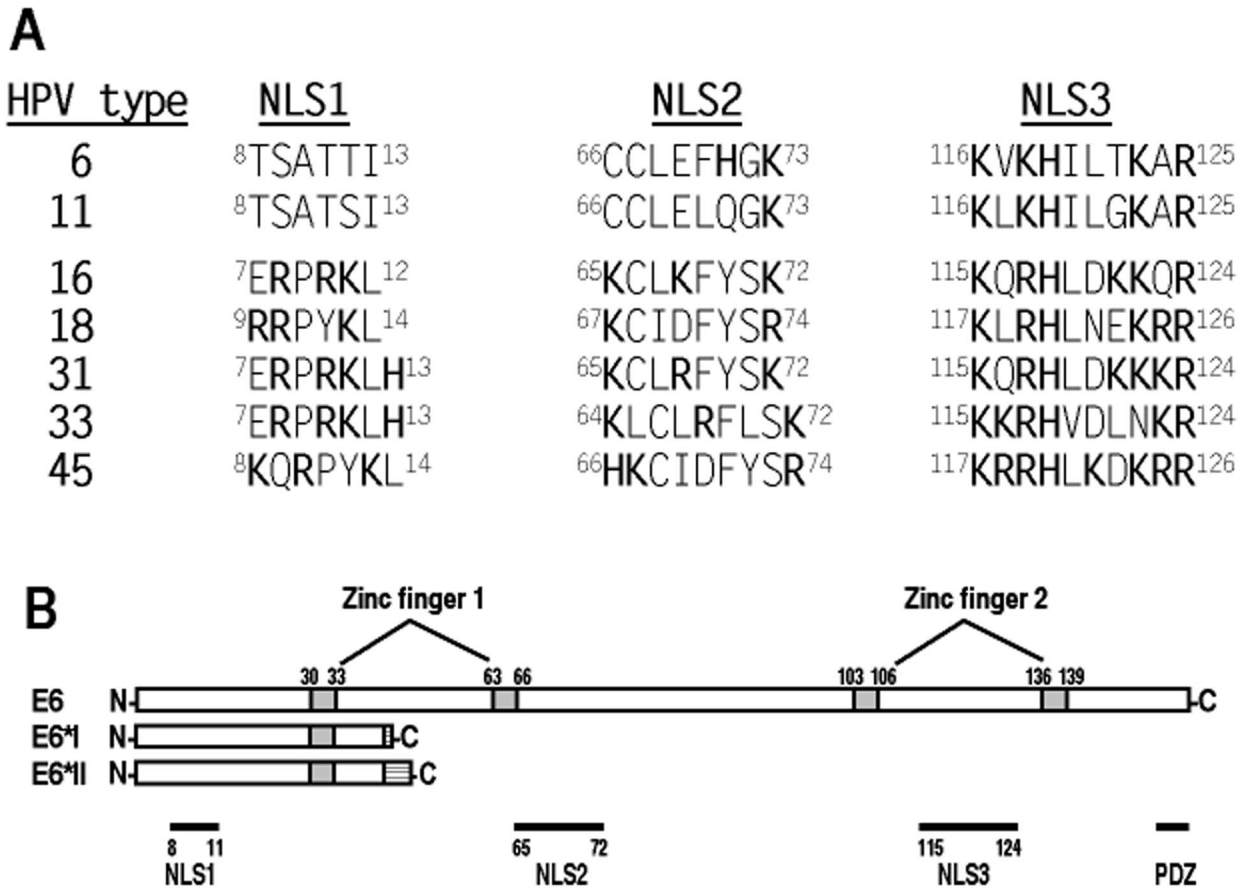 A
HPV type NLS1 NLS2 NLS3
6 8TSATTI13 66CCLEFHGK73 116KVKHILTKAR125
11 8TSATSI13 66CCLELQGK73 116KLKHILGKAR125
16 7ERPRKL12 65KCLKFYSK72 115KQRHLDKKQR124
18 9RRPYKL14 67KCIDFYSR74 117KLRHLNEKRR126
31 7ERPRKLH13 65KCLRFYSK72 115KQRHLDKKKR124
33 7ERPRKLH13 64KLCLRFLSK72 115KKRHVDLNKR124
45 8KQRPYKL14 66HKCIDFYSR74 117KRRHLKDKRR126
B
Zinc finger 1 Zinc finger 2
30 33 63 66 103 106 136 139
E6 N- -C
E6*I N- -C
E6*II N- -C
8 11 65 72 115 124
NLS1 NLS2 NLS3 PDZ